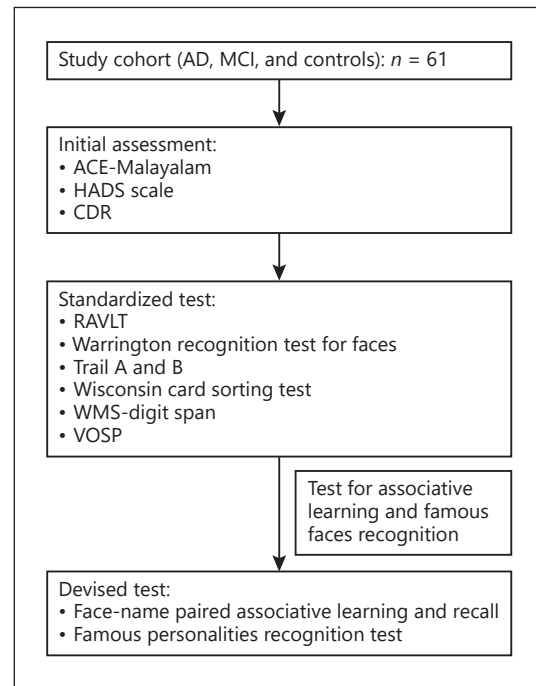 Study cohort (AD, MCI, and controls): n = 61
Initial assessment:
• ACE-Malayalam
• HADS scale
• CDR
Standardized test:
• RAVLT
• Warrington recognition test for faces
• Trail A and B
• Wisconsin card sorting test
• WMS-digit span
• VOSP
Test for associative
learning and famous
faces recognition
Devised test:
• Face-name paired associative learning and recall
• Famous personalities recognition test